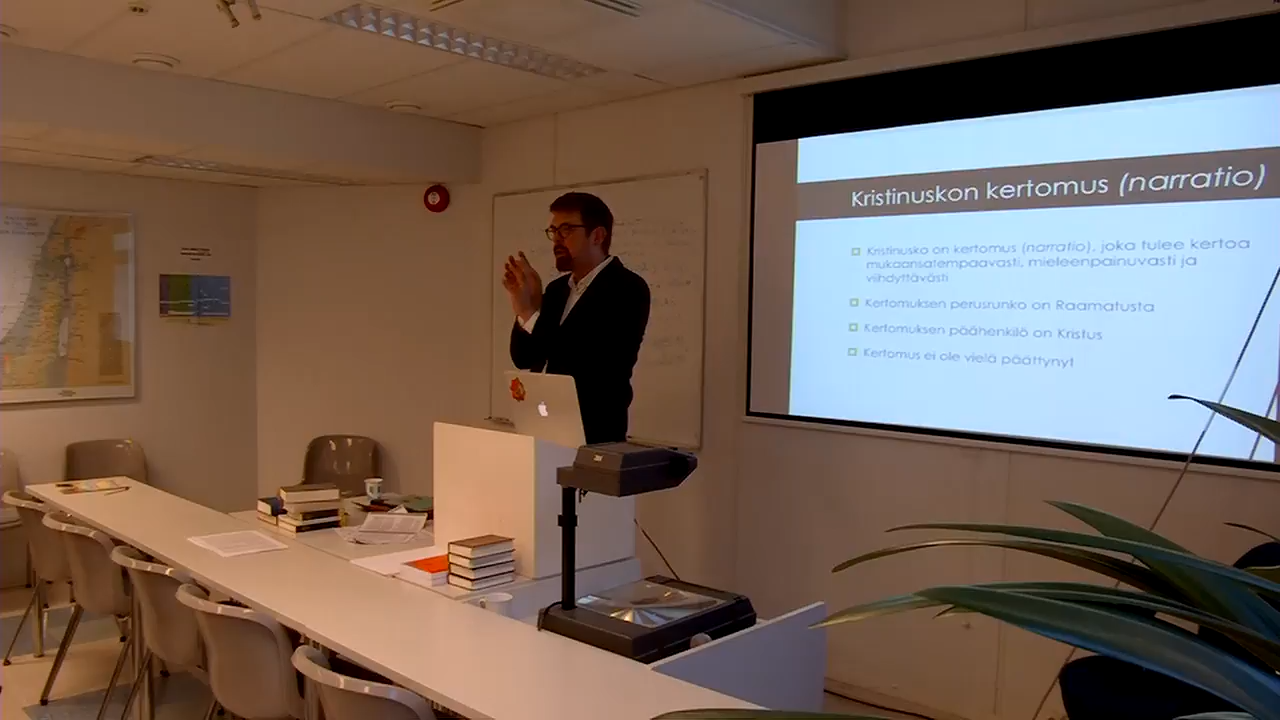 Kristinuskon kertomus (narratio)
Kristinusko on kertomus (narratio), joka tulee kertoa
mukaansatempaavasti, mieleenpainuvasti ja
viihdyttävästi
Kertomuksen perusrunko on Raamatusta
Kertomuksen päähenkilö on Kristus
Kertomus ei ole vielä päättynyt